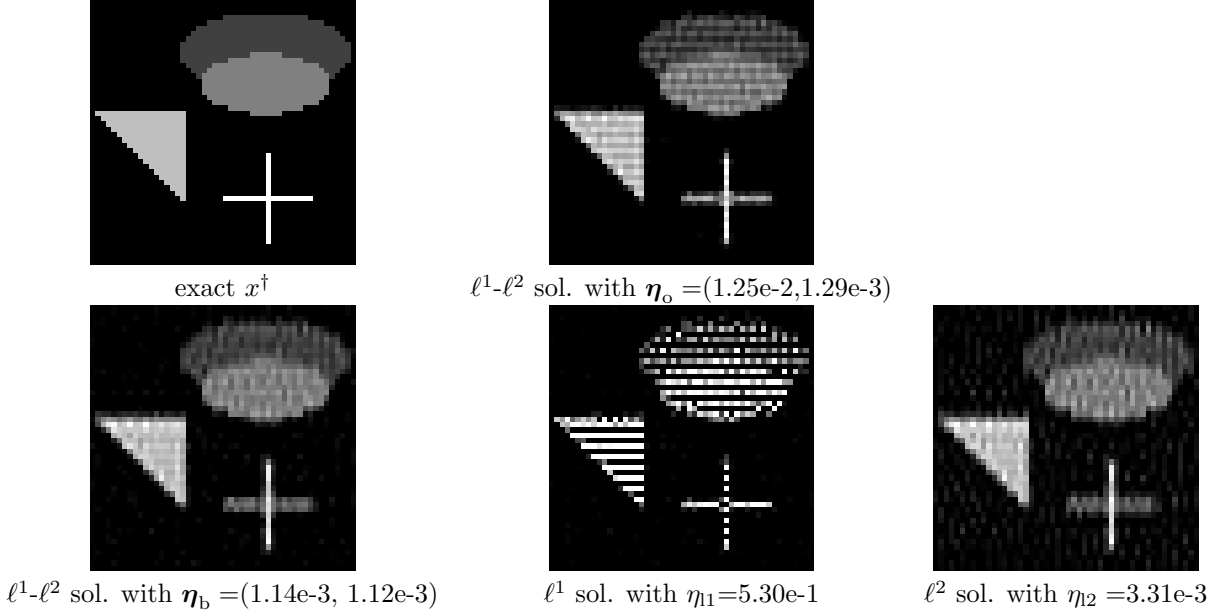 exact x†
ℓ¹-ℓ² sol. with ηₒ =(1.25e-2,1.29e-3)
ℓ¹-ℓ² sol. with η_b =(1.14e-3, 1.12e-3)
ℓ¹ sol. with η_l1=5.30e-1
ℓ² sol. with η_l2 =3.31e-3